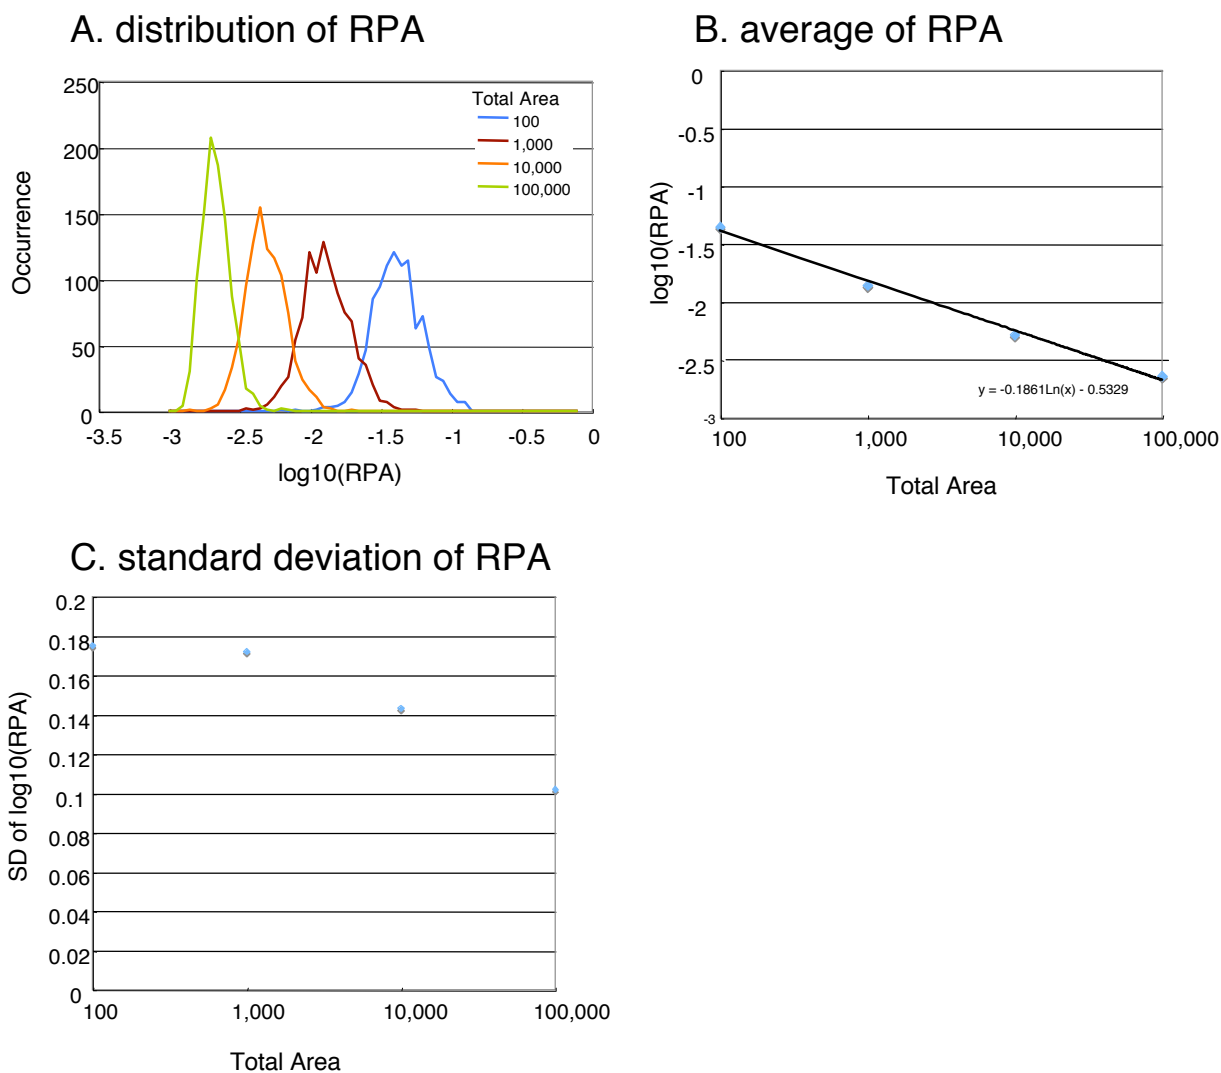 A. distribution of RPA
250
200
150
100
50
0
Occurrence
-3.5 -3 -2.5 -2 -1.5 -1 -0.5 0
log10(RPA)
Total Area
100
1,000
10,000
100,000
B. average of RPA
0
-0.5
-1
-1.5
-2
-2.5
-3
log10(RPA)
y = -0.1861Ln(x) - 0.5329
100 1,000 10,000 100,000
Total Area
C. standard deviation of RPA
0.2
0.18
0.16
0.14
0.12
0.1
0.08
0.06
0.04
0.02
0
SD of log10(RPA)
100 1,000 10,000 100,000
Total Area